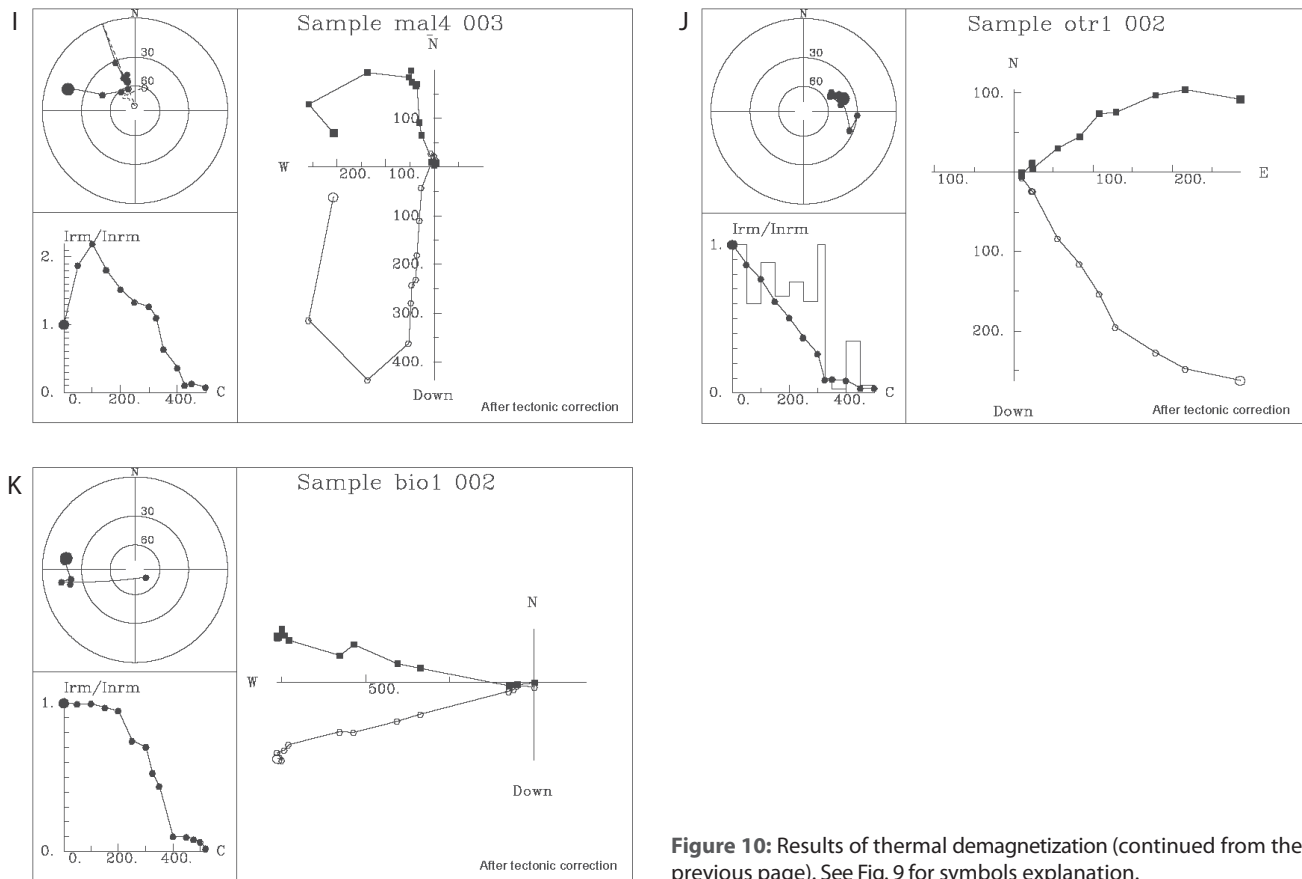 I
Sample mal4 003
N
30
60
N
100.
W
200.
100.
100.
200.
300.
400.
Down
After tectonic correction
Irm/Inrm
2.
1.
0.
0.
200.
400.
C
J
Sample otr1 002
N
30
60
N
100.
100.
100.
200.
E
100.
200.
Down
After tectonic correction
Irm/Inrm
1.
0.
0.
200.
400.
C
K
Sample bio1 002
N
30
60
N
W
500.
Down
After tectonic correction
Irm/Inrm
1.
0.
0.
200.
400.
C
Figure 10: Results of thermal demagnetization (continued from the
previous page). See Fig. 9 for symbols explanation.